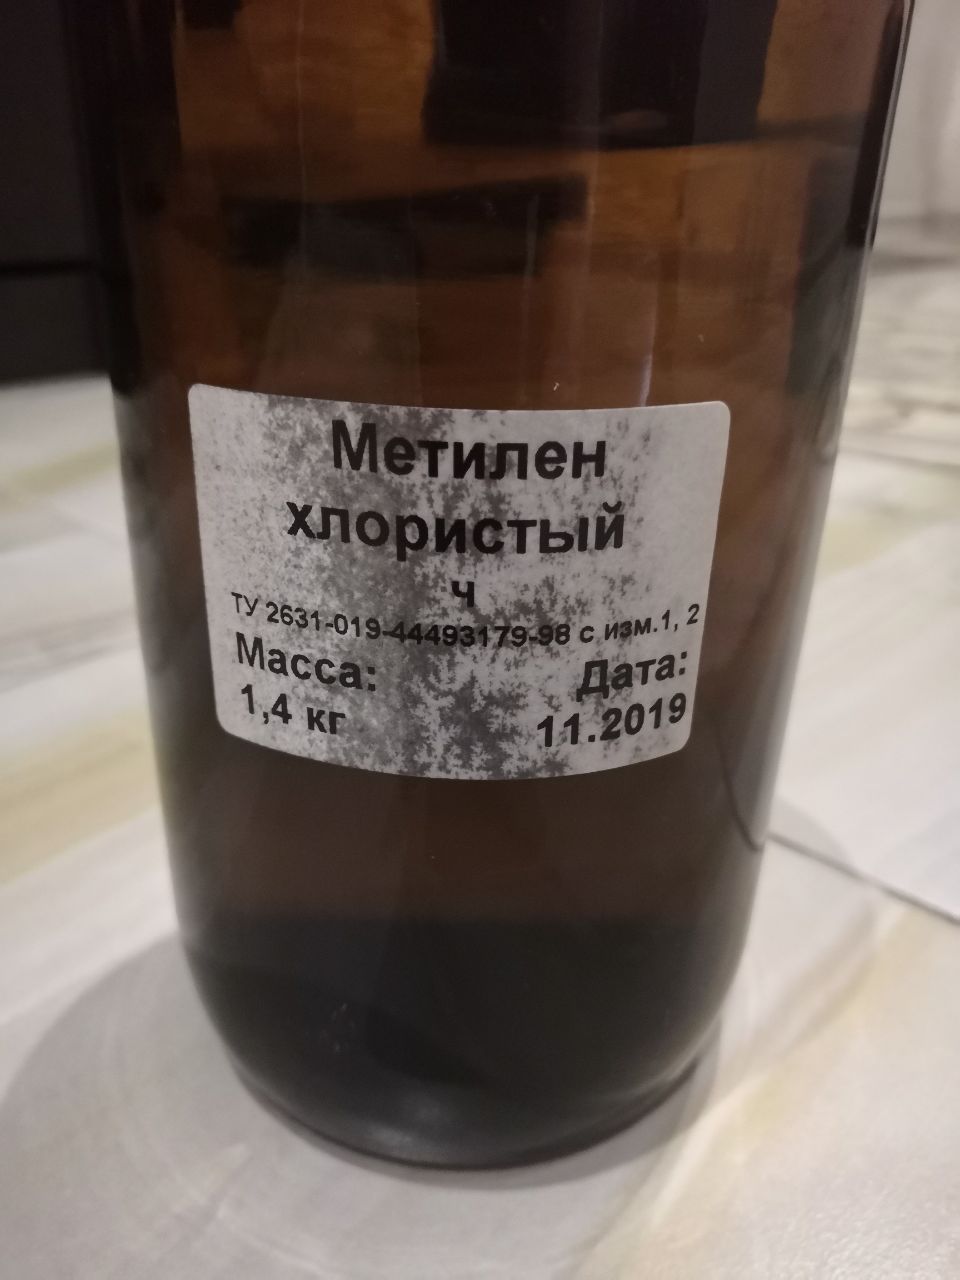 Метилен
хлористый
ч
ТУ 2631-019-44493179-98 с изм.1, 2
Масса: Дата:
1,4 кг 11.2019